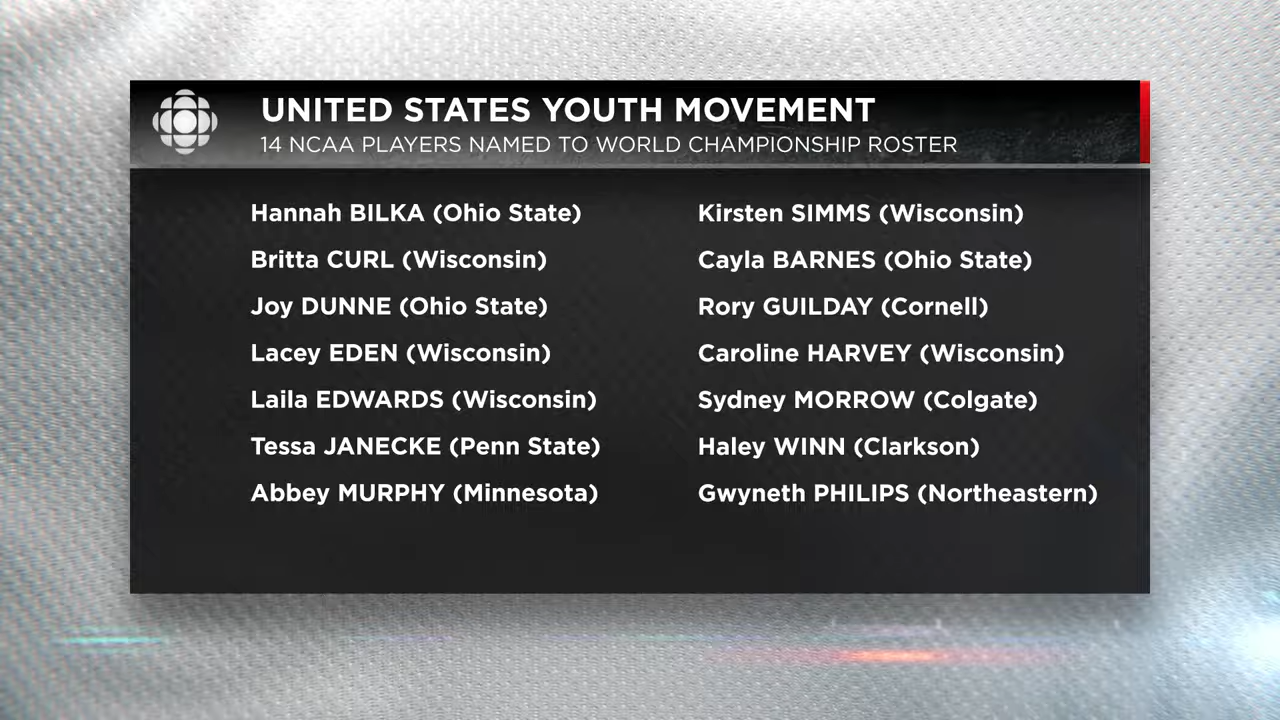 UNITED STATES YOUTH MOVEMENT
14 NCAA PLAYERS NAMED TO WORLD CHAMPIONSHIP ROSTER
Hannah BILKA (Ohio State)
Britta CURL (Wisconsin)
Joy DUNNE (Ohio State)
Lacey EDEN (Wisconsin)
Laila EDWARDS (Wisconsin)
Tessa JANECKE (Penn State)
Abbey MURPHY (Minnesota)
Kirsten SIMMS (Wisconsin)
Cayla BARNES (Ohio State)
Rory GUILDAY (Cornell)
Caroline HARVEY (Wisconsin)
Sydney MORROW (Colgate)
Haley WINN (Clarkson)
Gwyneth PHILIPS (Northeastern)